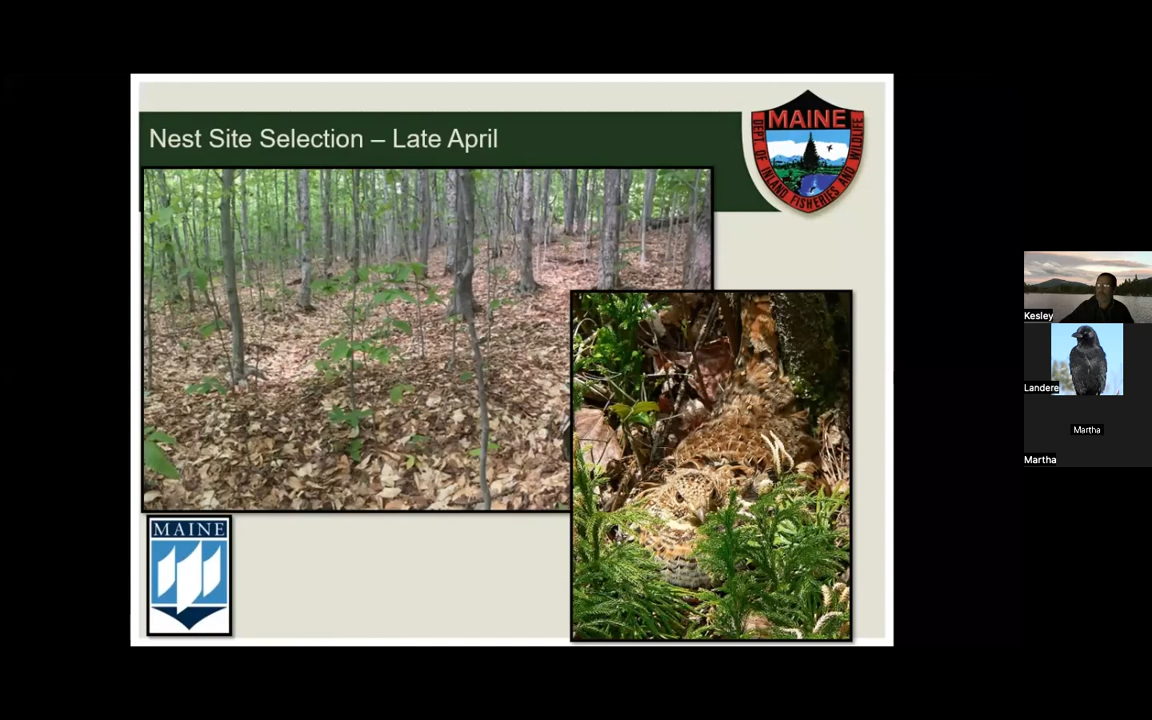 Nest Site Selection – Late April
MAINE
DEPT. OF INLAND FISHERIES AND WILDLIFE
MAINE
Kesley
Landere
Martha
Martha